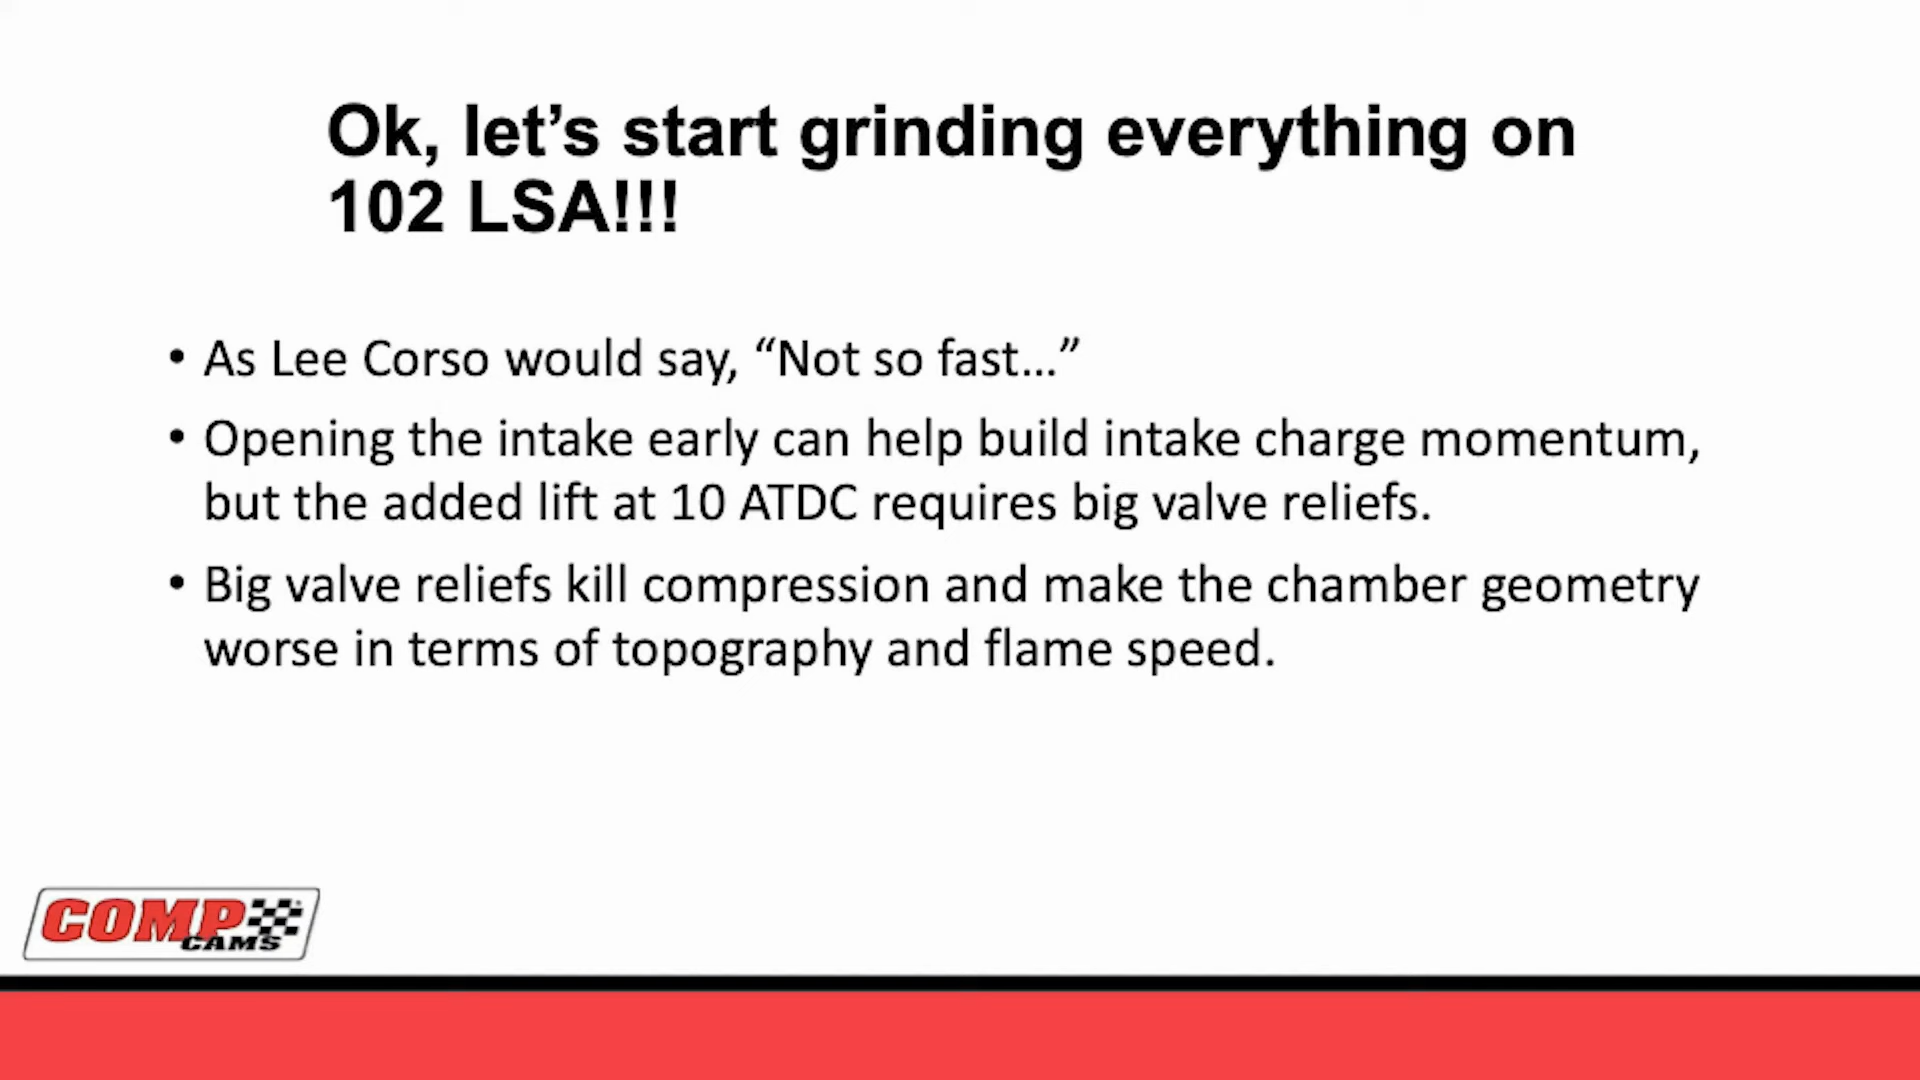 Ok, let’s start grinding everything on
102 LSA!!!
• As Lee Corso would say, “Not so fast…”
• Opening the intake early can help build intake charge momentum,
but the added lift at 10 ATDC requires big valve reliefs.
• Big valve reliefs kill compression and make the chamber geometry
worse in terms of topography and flame speed.
COMP
CAMS